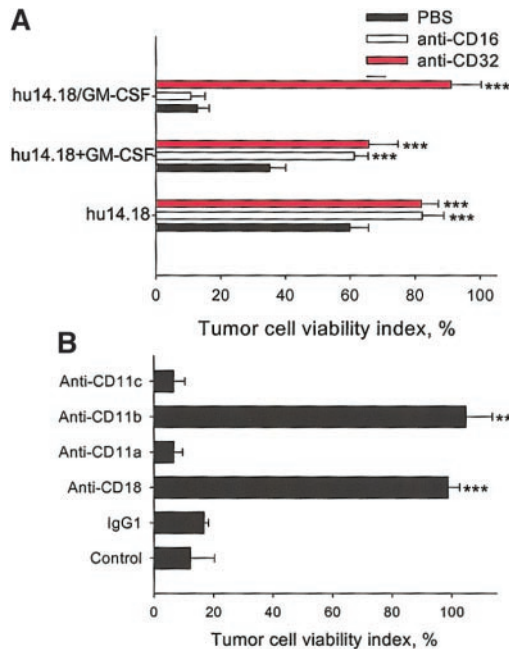 A
PBS
anti-CD16
anti-CD32
hu14.18/GM-CSF
***
hu14.18+GM-CSF
***
***
hu14.18
***
***
0 20 40 60 80 100
Tumor cell viability index, %
B
Anti-CD11c
Anti-CD11b
**
Anti-CD11a
Anti-CD18
***
IgG1
Control
0 20 40 60 80 100
Tumor cell viability index, %